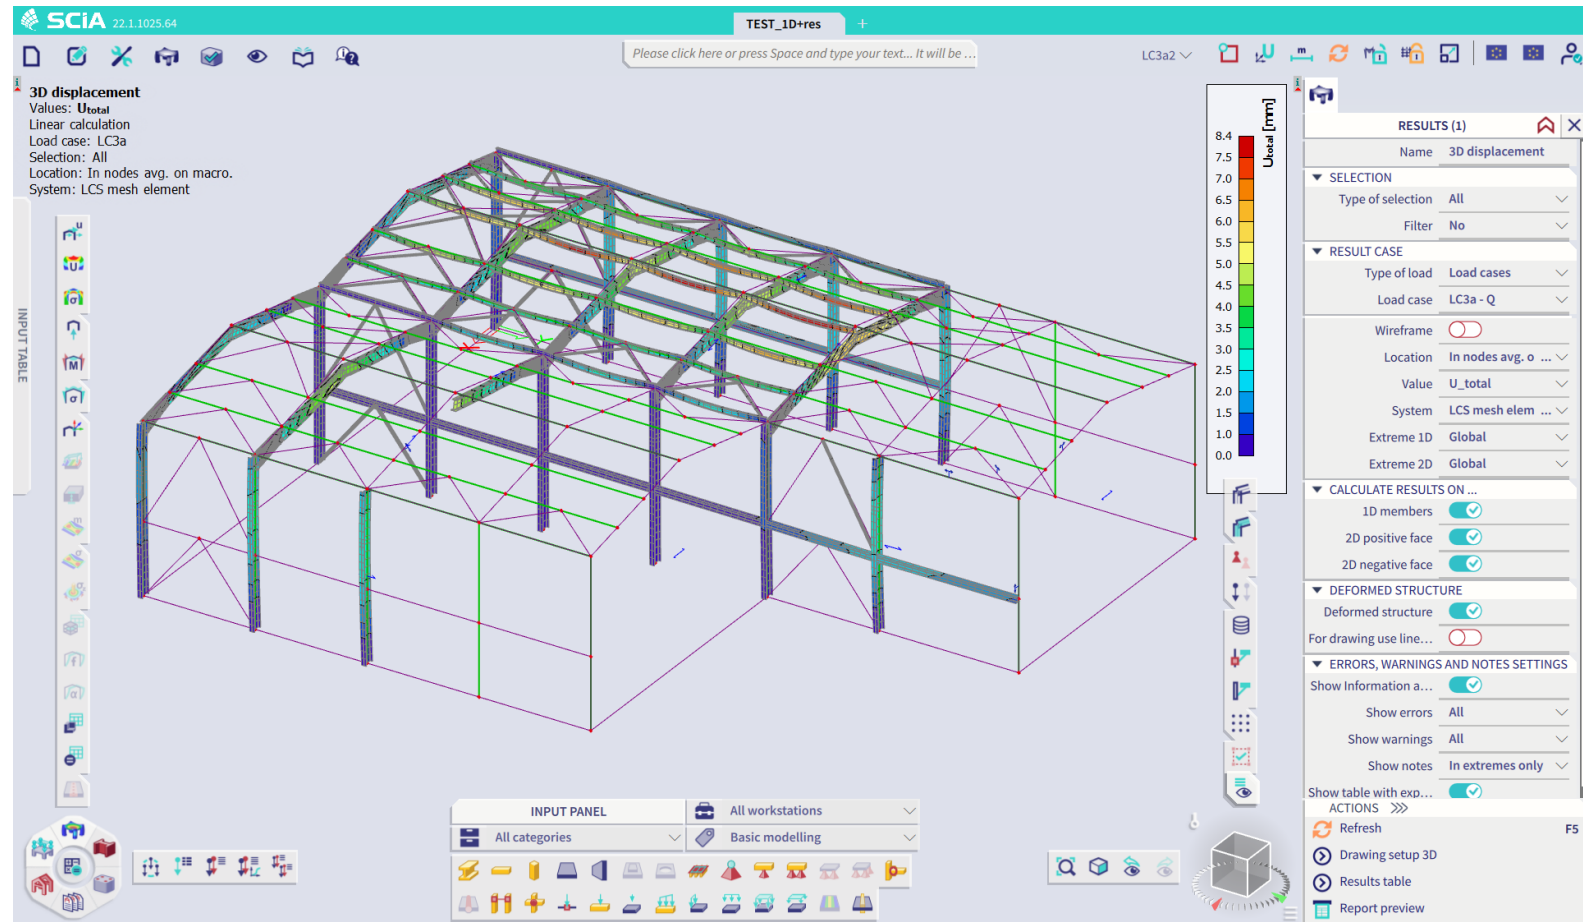 SCiA 22.1.1025.64
TEST_1D+res
+
Please click here or press Space and type your text... It will be ...
LC3a2
3D displacement
Values: Utotal
Linear calculation
Load case: LC3a
Selection: All
Location: In nodes avg. on macro.
System: LCS mesh element
INPUT TABLE
Utotal [mm]
8.4
7.5
7.0
6.5
6.0
5.5
5.0
4.5
4.0
3.5
3.0
2.5
2.0
1.5
1.0
0.0
RESULTS (1)
Name 3D displacement
SELECTION
Type of selection All
Filter No
RESULT CASE
Type of load Load cases
Load case LC3a - Q
Wireframe
Location In nodes avg. o ...
Value U_total
System LCS mesh elem ...
Extreme 1D Global
Extreme 2D Global
CALCULATE RESULTS ON ...
1D members
2D positive face
2D negative face
DEFORMED STRUCTURE
Deformed structure
For drawing use line...
ERRORS, WARNINGS AND NOTES SETTINGS
Show Information a...
Show errors All
Show warnings All
Show notes In extremes only
Show table with exp...
ACTIONS >>>
Refresh F5
Drawing setup 3D
Results table
Report preview
INPUT PANEL
All workstations
All categories
Basic modelling